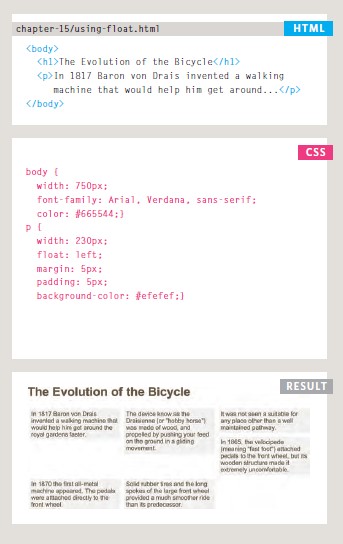 chapter-15/using-float.html
HTML
<body>
<h1>The Evolution of the Bicycle</h1>
<p>In 1817 Baron von Drais invented a walking
machine that would help him get around...</p>
</body>
CSS
body {
width: 750px;
font-family: Arial, Verdana, sans-serif;
color: #665544;}
p {
width: 230px;
float: left;
margin: 5px;
padding: 5px;
background-color: #efefef;}
RESULT
The Evolution of the Bicycle
In 1817 Baron von Drais
invented a walking machine that
would help him get around the
royal gardens faster.
The device know as the
Draisienne (or "hobby horse")
was made of wood, and
propelled by pushing your feed
on the ground in a gliding
movement.
It was not seen a suitable for
any place other than a well
maintained pathway.
In 1865, the velocipede
(meaning "fast foot") attached
pedals to the front wheel, but its
wooden structure made it
extremely uncomfortable.
In 1870 the first all-metal
machine appeared. The pedals
were attached directly to the
front wheel.
Solid rubber tires and the long
spokes of the large front wheel
provided a much smoother ride
than its predecessor.